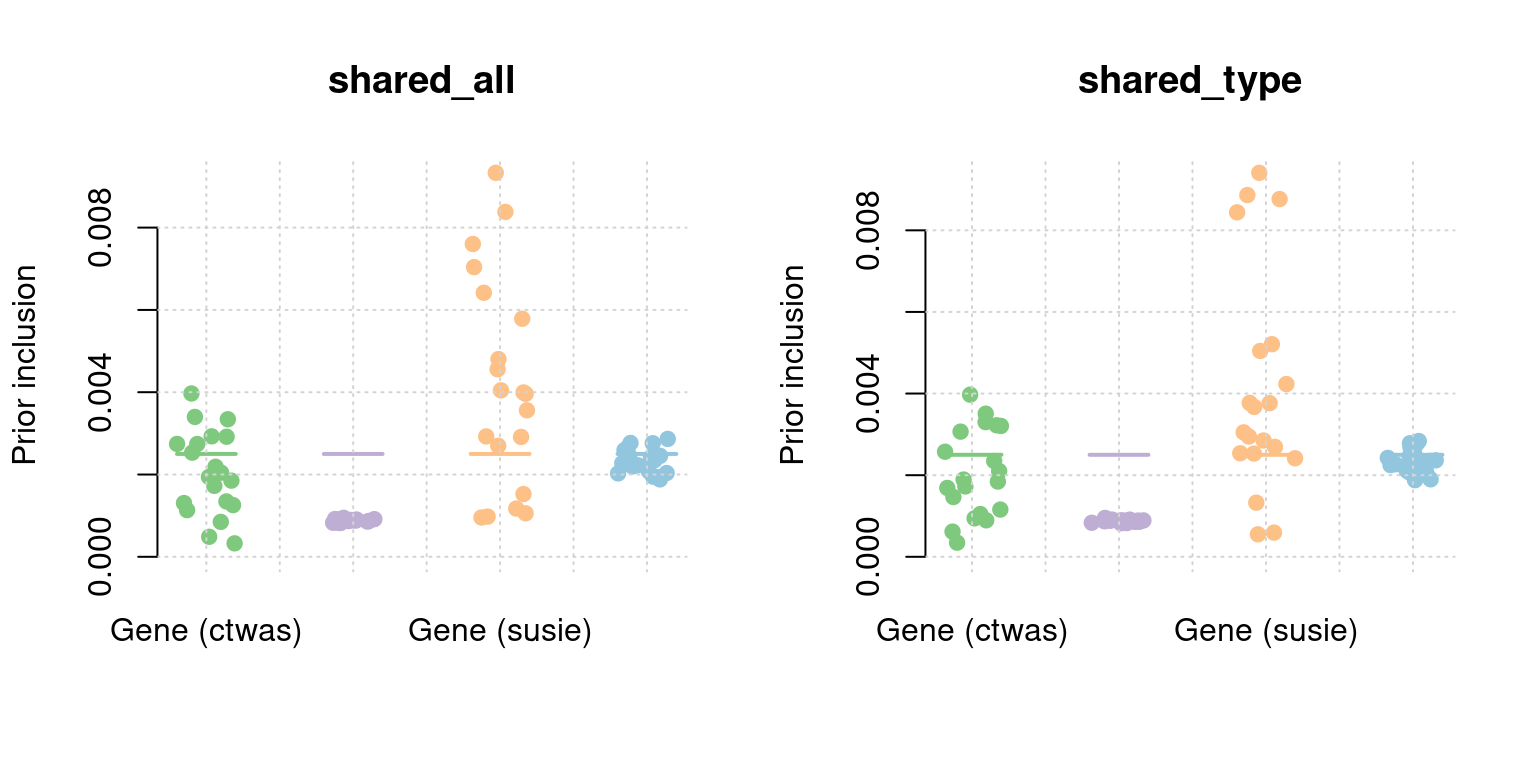 shared_all
Prior inclusion
0.008
0.004
0.000
Gene (ctwas)
Gene (susie)
shared_type
Prior inclusion
0.008
0.004
0.000
Gene (ctwas)
Gene (susie)